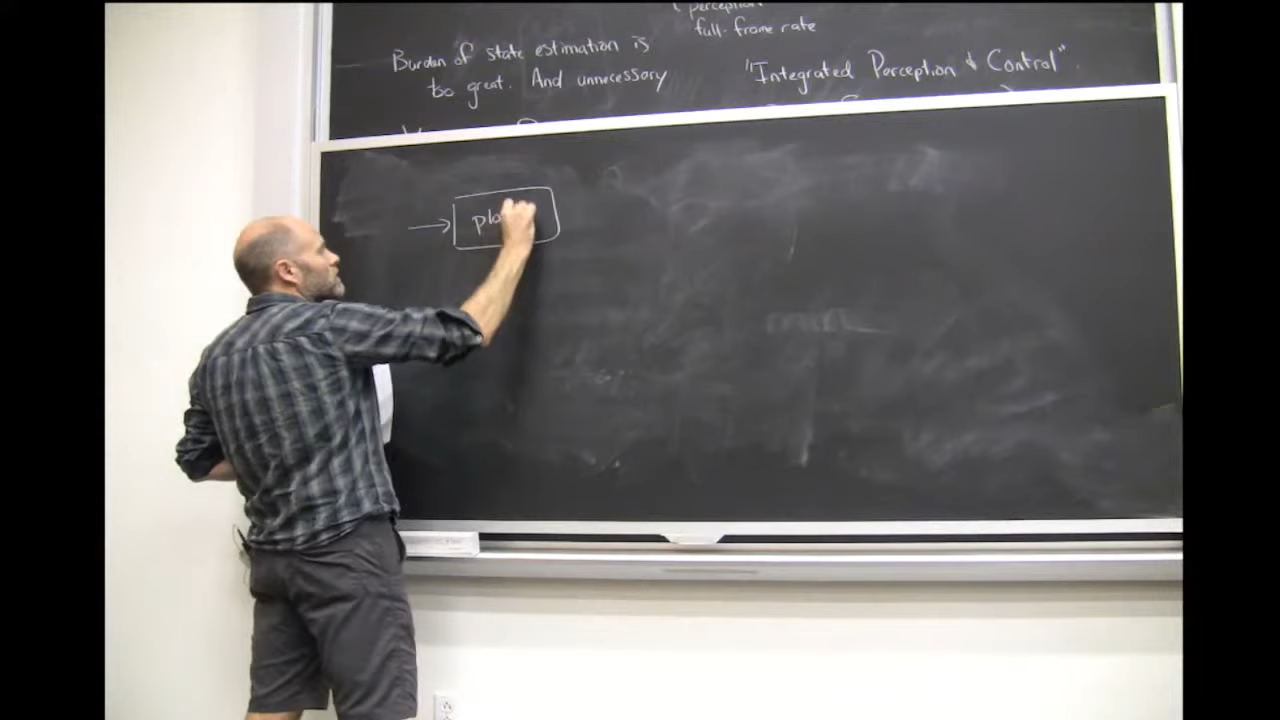 perception
full-frame rate
Burden of state estimation is
too great. And unnecessary
"Integrated Perception & Control"
pla